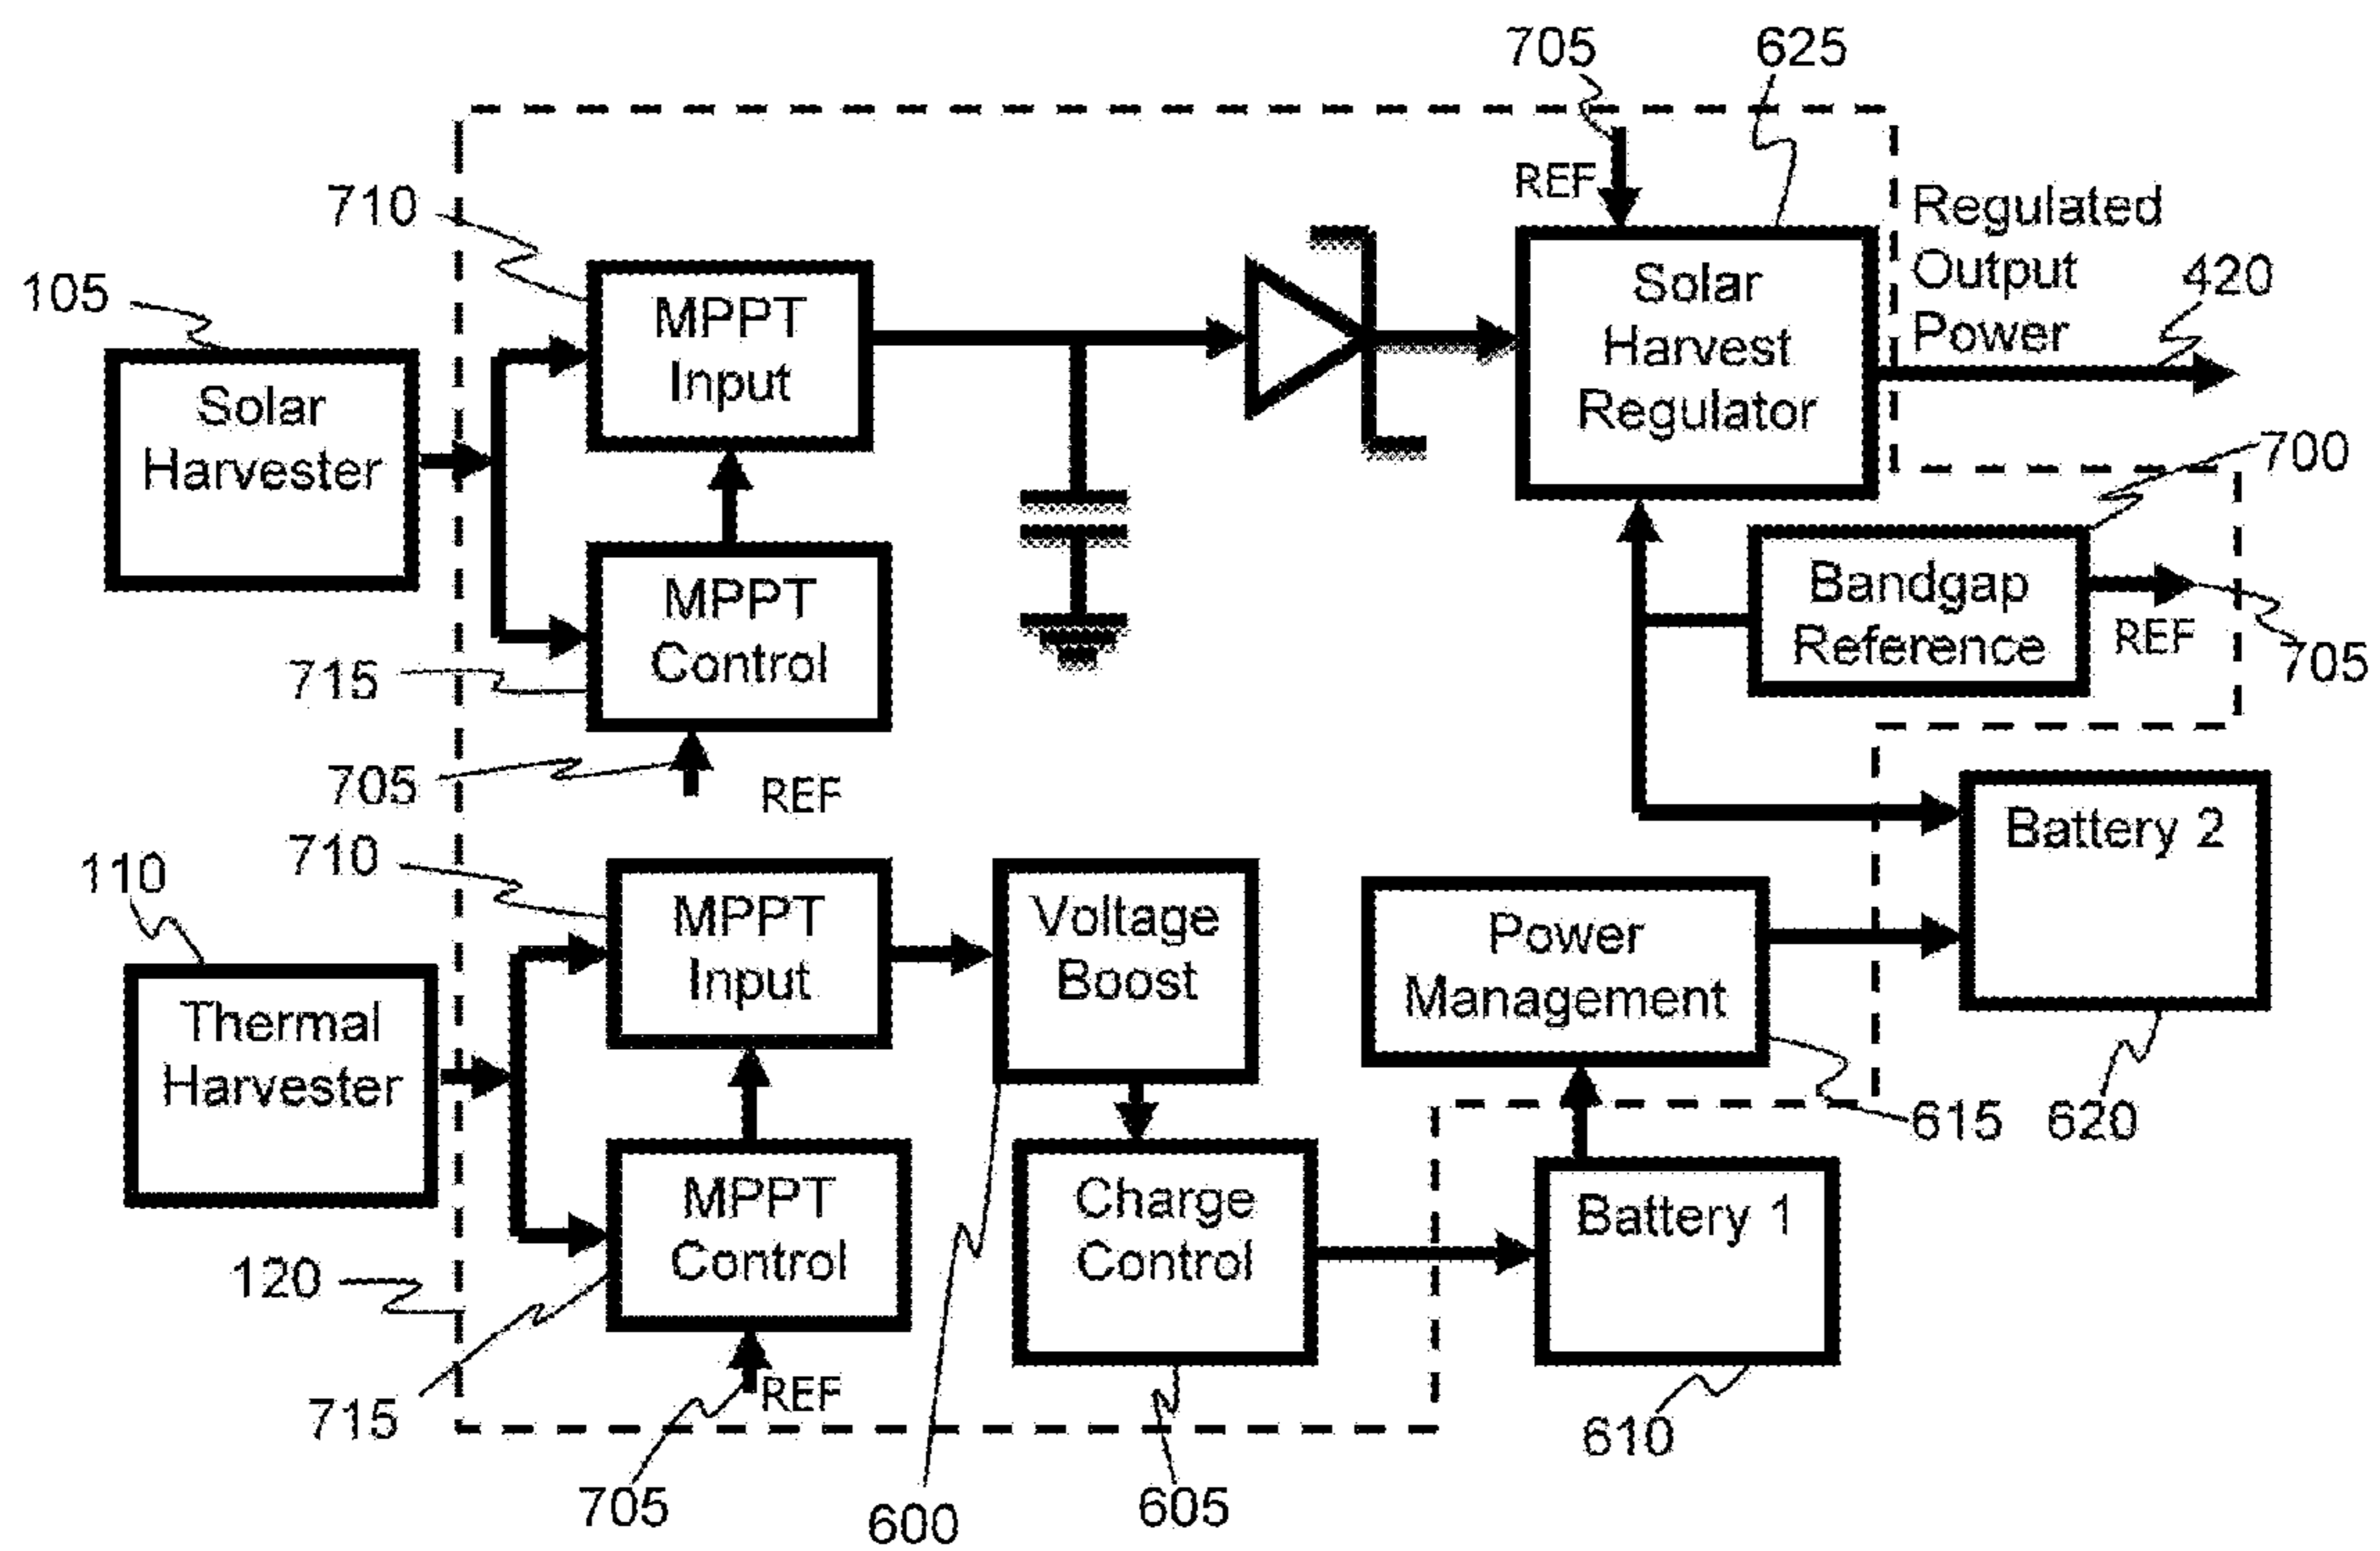 705
625
REF
710
Regulated
Output
Power
420
105
MPPT
Input
Solar
Harvest
Regulator
Solar
Harvester
700
MPPT
Control
Bandgap
Reference
REF
705
715
705
REF
710
110
Battery 2
MPPT
Input
Voltage
Boost
Power
Management
Thermal
Harvester
615
620
MPPT
Control
Charge
Control
Battery 1
120
715
REF
705
600
605
610